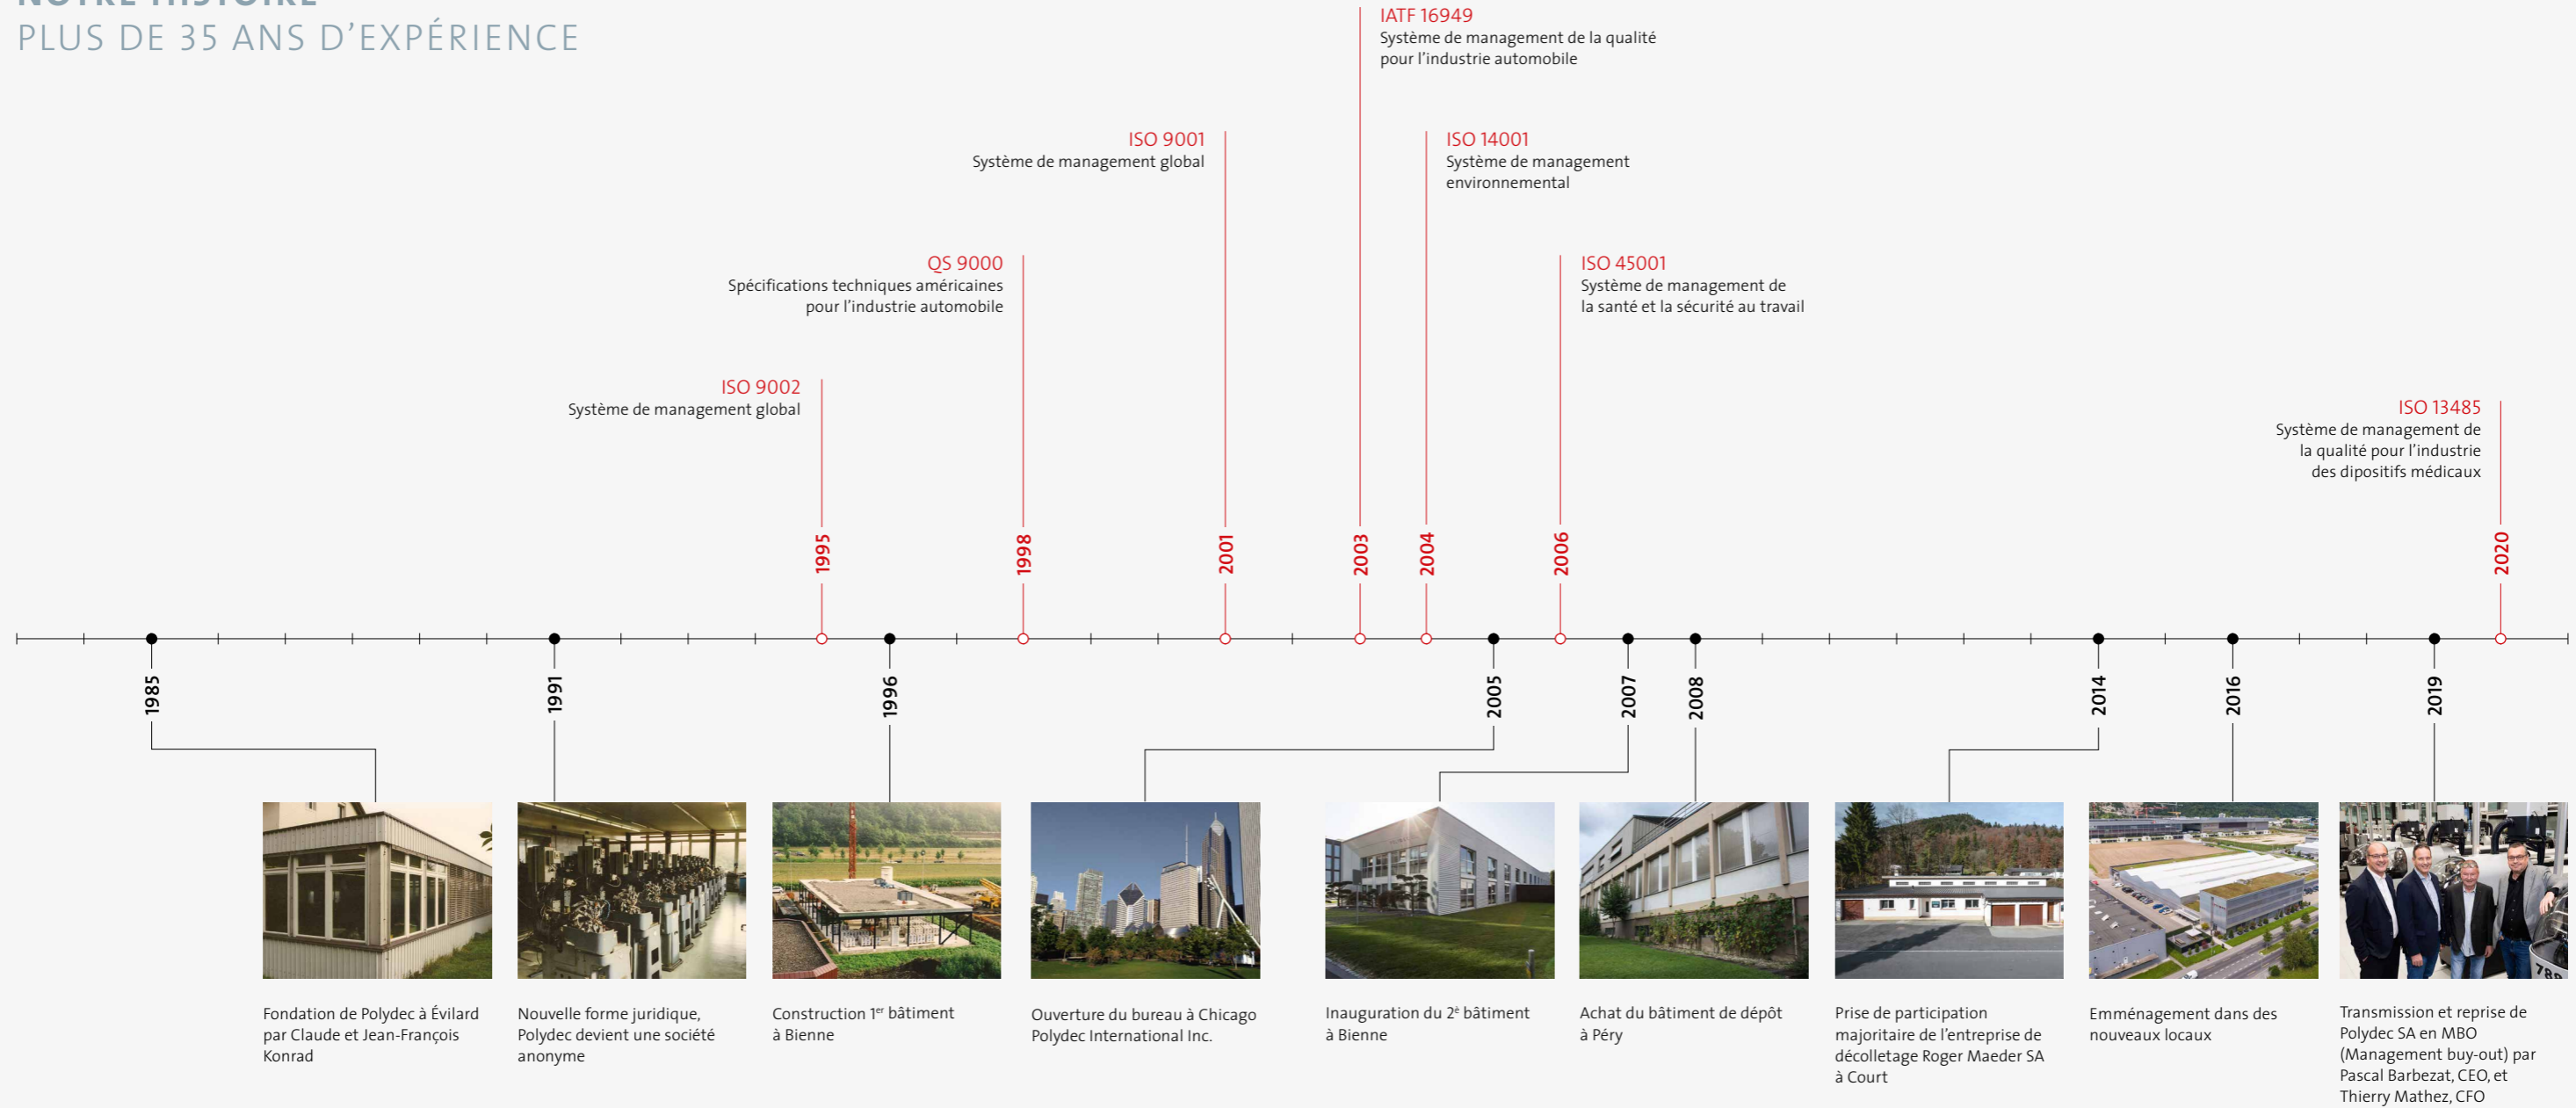 NOTRE HISTOIRE
PLUS DE 35 ANS D'EXPÉRIENCE
IATF 16949
Système de management de la qualité
pour l'industrie automobile
ISO 9001
Système de management global
ISO 14001
Système de management
environnemental
QS 9000
Spécifications techniques américaines
pour l'industrie automobile
ISO 45001
Système de management de
la santé et la sécurité au travail
ISO 9002
Système de management global
ISO 13485
Système de management de
la qualité pour l'industrie
des dipositifs médicaux
1995
1998
2001
2003
2004
2006
2020
1985
1991
1996
2005
2007
2008
2014
2016
2019
789
Fondation de Polydec à Évilard
par Claude et Jean-François
Konrad
Nouvelle forme juridique,
Polydec devient une société
anonyme
Construction 1er bâtiment
à Bienne
Ouverture du bureau à Chicago
Polydec International Inc.
Inauguration du 2è bâtiment
à Bienne
Achat du bâtiment de dépôt
à Péry
Prise de participation
majoritaire de l'entreprise de
décolletage Roger Maeder SA
à Court
Emménagement dans des
nouveaux locaux
Transmission et reprise de
Polydec SA en MBO
(Management buy-out) par
Pascal Barbezat, CEO, et
Thierry Mathez, CFO